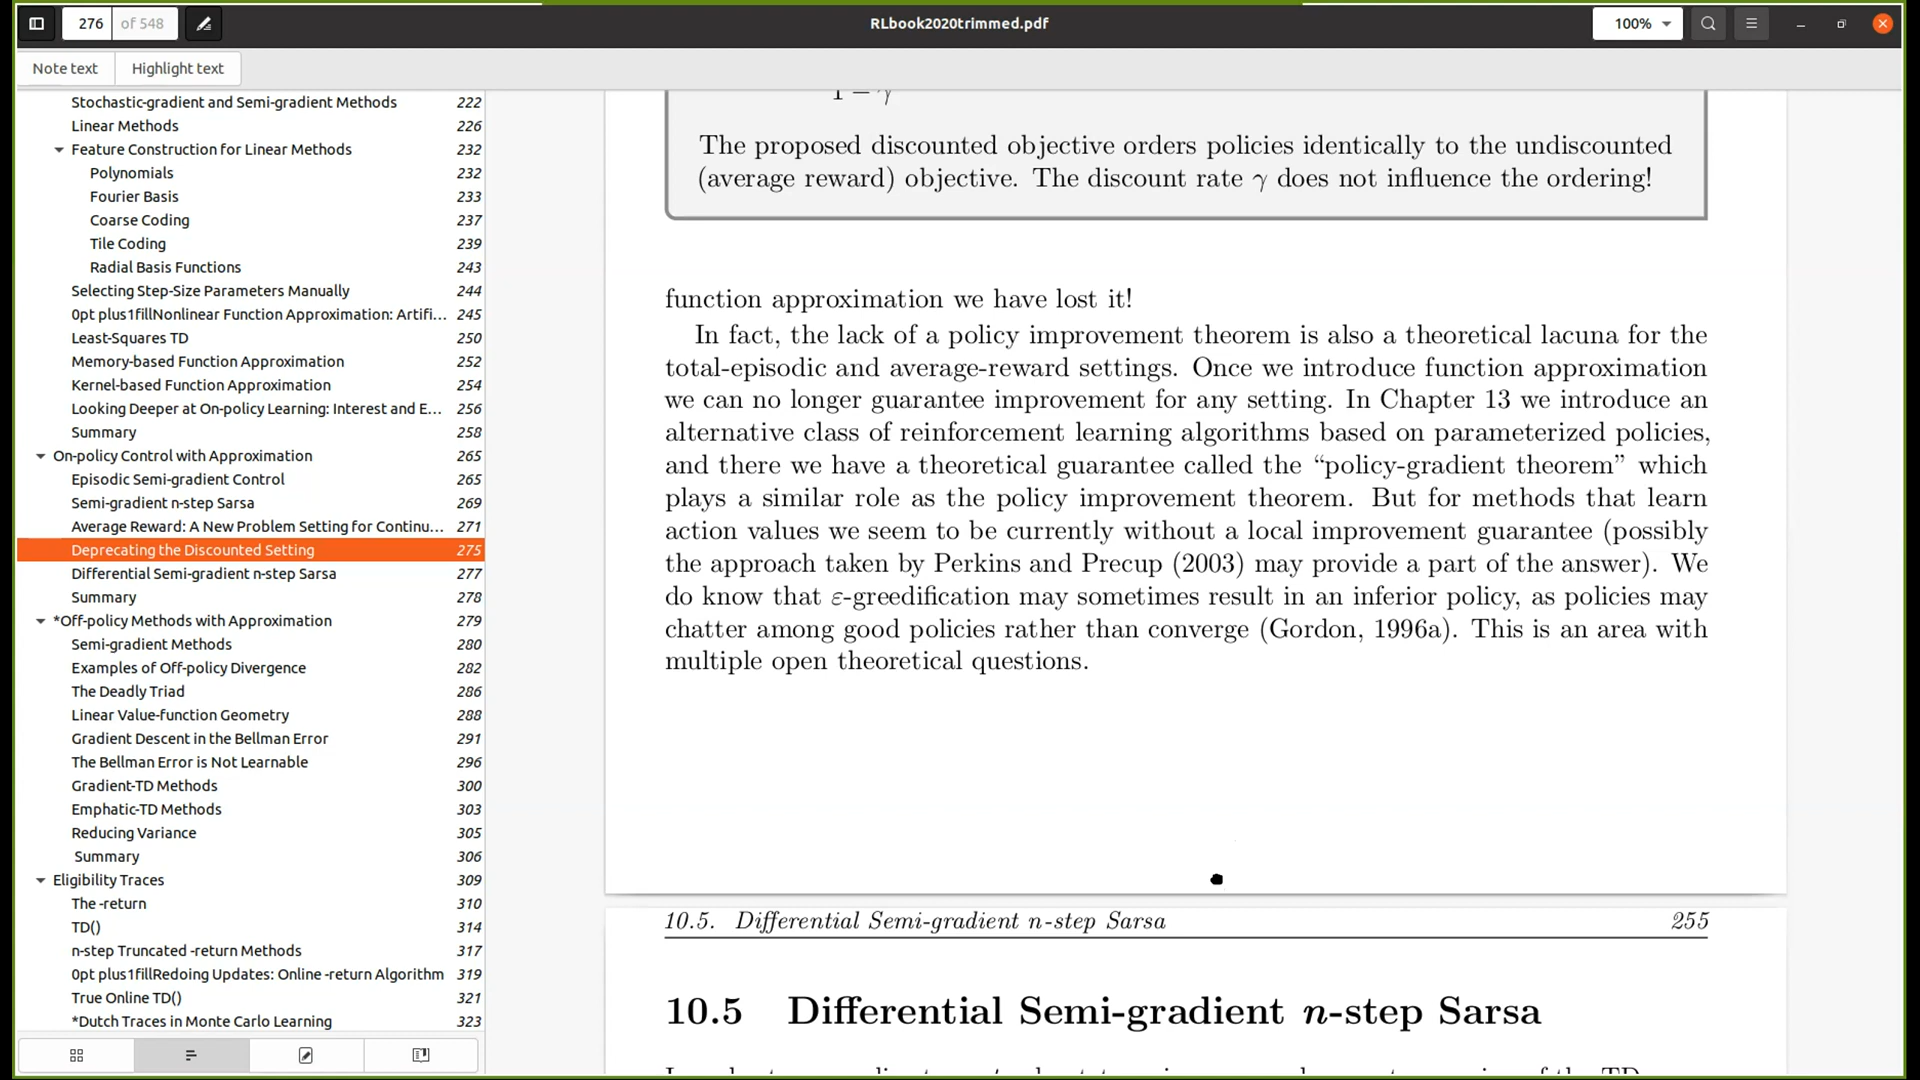 276 of 548
RLbook2020trimmed.pdf
100%
Note text
Highlight text
Stochastic-gradient and Semi-gradient Methods 222
Linear Methods 226
Feature Construction for Linear Methods 232
Polynomials 232
Fourier Basis 233
Coarse Coding 237
Tile Coding 239
Radial Basis Functions 243
Selecting Step-Size Parameters Manually 244
0pt plus1fillNonlinear Function Approximation: Artifi... 245
Least-Squares TD 250
Memory-based Function Approximation 252
Kernel-based Function Approximation 254
Looking Deeper at On-policy Learning: Interest and E... 256
Summary 258
On-policy Control with Approximation 265
Episodic Semi-gradient Control 265
Semi-gradient n-step Sarsa 269
Average Reward: A New Problem Setting for Continu... 271
Deprecating the Discounted Setting 275
Differential Semi-gradient n-step Sarsa 277
Summary 278
*Off-policy Methods with Approximation 279
Semi-gradient Methods 280
Examples of Off-policy Divergence 282
The Deadly Triad 286
Linear Value-function Geometry 288
Gradient Descent in the Bellman Error 291
The Bellman Error is Not Learnable 296
Gradient-TD Methods 300
Emphatic-TD Methods 303
Reducing Variance 305
Summary 306
Eligibility Traces 309
The -return 310
TD() 314
n-step Truncated -return Methods 317
0pt plus1fillRedoing Updates: Online -return Algorithm 319
True Online TD() 321
*Dutch Traces in Monte Carlo Learning 323
1 − γ
The proposed discounted objective orders policies identically to the undiscounted
(average reward) objective. The discount rate γ does not influence the ordering!
function approximation we have lost it!
In fact, the lack of a policy improvement theorem is also a theoretical lacuna for the
total-episodic and average-reward settings. Once we introduce function approximation
we can no longer guarantee improvement for any setting. In Chapter 13 we introduce an
alternative class of reinforcement learning algorithms based on parameterized policies,
and there we have a theoretical guarantee called the “policy-gradient theorem” which
plays a similar role as the policy improvement theorem. But for methods that learn
action values we seem to be currently without a local improvement guarantee (possibly
the approach taken by Perkins and Precup (2003) may provide a part of the answer). We
do know that ε-greedification may sometimes result in an inferior policy, as policies may
chatter among good policies rather than converge (Gordon, 1996a). This is an area with
multiple open theoretical questions.
10.5. Differential Semi-gradient n-step Sarsa 255
10.5 Differential Semi-gradient n-step Sarsa